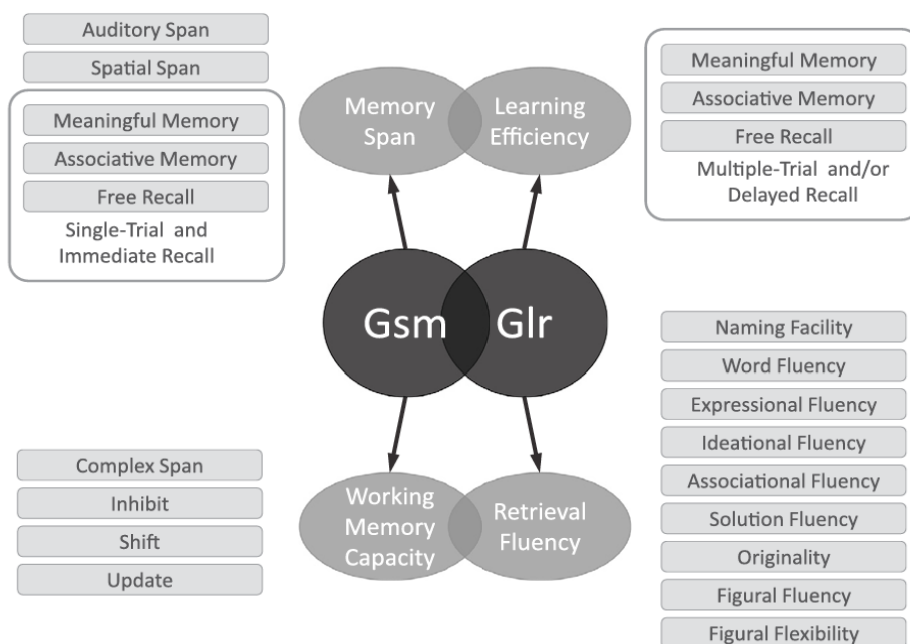 Auditory Span
Spatial Span
Meaningful Memory
Associative Memory
Free Recall
Single-Trial and
Immediate Recall
Memory
Span
Learning
Efficiency
Meaningful Memory
Associative Memory
Free Recall
Multiple-Trial and/or
Delayed Recall
Gsm
Glr
Complex Span
Inhibit
Shift
Update
Working
Memory
Capacity
Retrieval
Fluency
Naming Facility
Word Fluency
Expressional Fluency
Ideational Fluency
Associational Fluency
Solution Fluency
Originality
Figural Fluency
Figural Flexibility